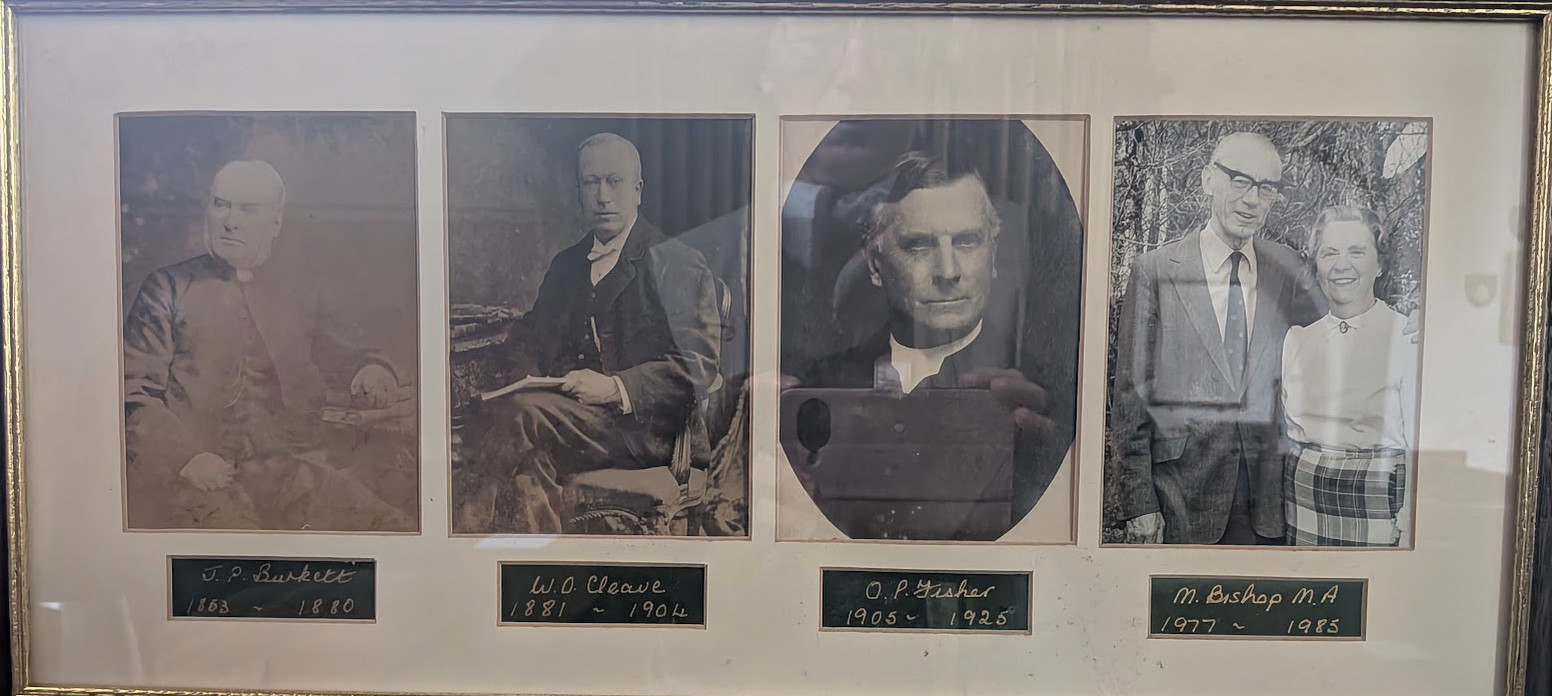 J. P. Burkett
1853 ~ 1880
W. D. Cleave
1881 ~ 1904
O. P. Fisher
1905 ~ 1925
M. Bishop M.A
1977 ~ 1985